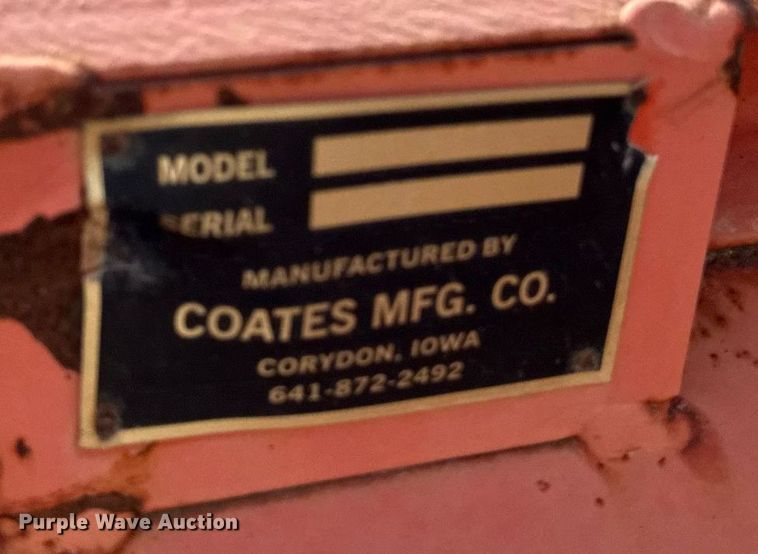 MODEL
SERIAL
MANUFACTURED BY
COATES MFG. CO.
CORYDON, IOWA
641-872-2492
Purple Wave Auction